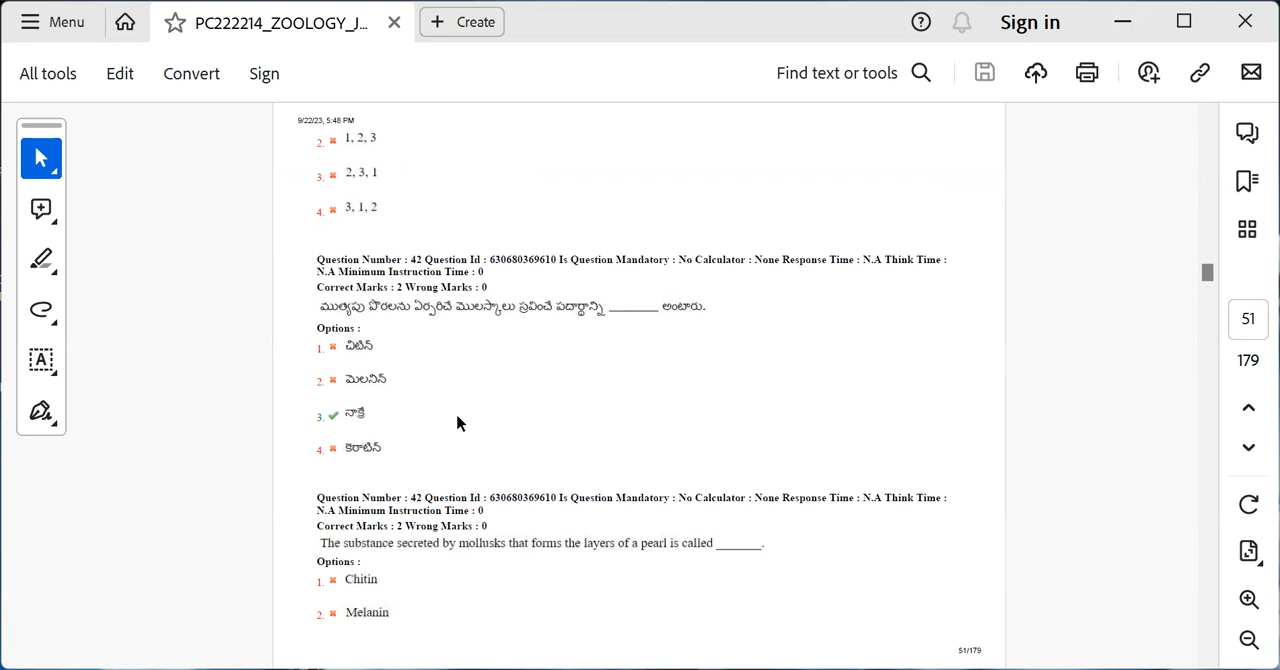 Menu
PC222214_ZOOLOGY_J...
Create
Sign in
All tools
Edit
Convert
Sign
Find text or tools
9/22/23, 5:48 PM
2. 1, 2, 3
3. 2, 3, 1
4. 3, 1, 2
Question Number : 42 Question Id : 630680369610 Is Question Mandatory : No Calculator : None Response Time : N.A Think Time :
N.A Minimum Instruction Time : 0
Correct Marks : 2 Wrong Marks : 0
ముత్యపు పొరలను ఏర్పరిచే మొలస్కాలు స్రవించే పదార్థాన్ని _______ అంటారు.
Options :
1. చిటిన్
2. మెలనిన్
3. నాక్రే
4. కెరాటిన్
Question Number : 42 Question Id : 630680369610 Is Question Mandatory : No Calculator : None Response Time : N.A Think Time :
N.A Minimum Instruction Time : 0
Correct Marks : 2 Wrong Marks : 0
The substance secreted by mollusks that forms the layers of a pearl is called _______.
Options :
1. Chitin
2. Melanin
51/179
51
179